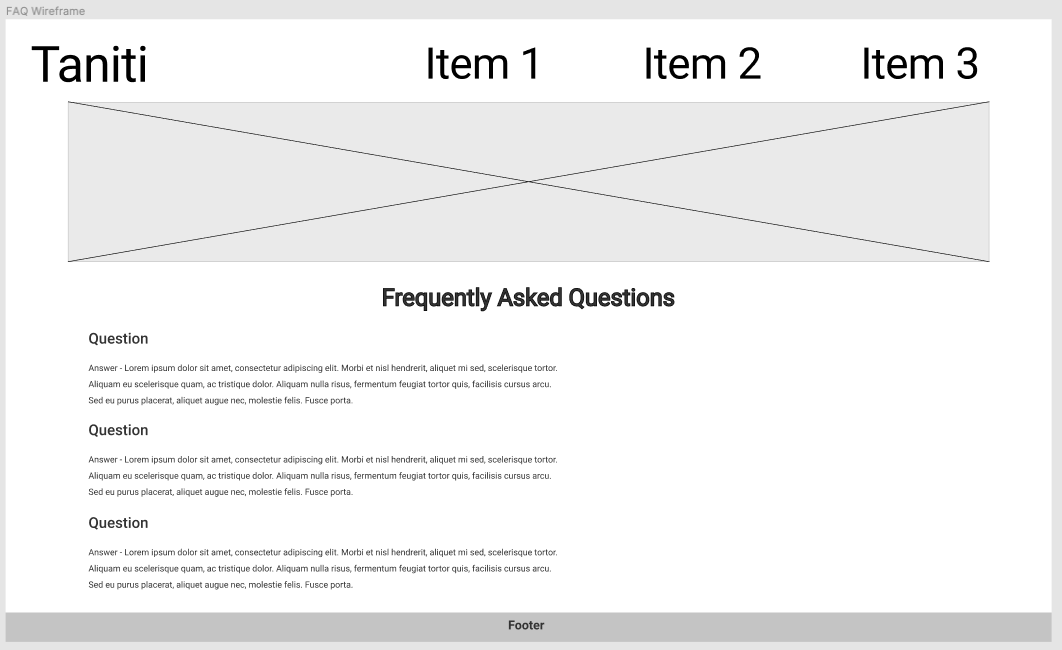 FAQ Wireframe
Taniti
Item 1
Item 2
Item 3
Frequently Asked Questions
Question
Answer - Lorem ipsum dolor sit amet, consectetur adipiscing elit. Morbi et nisl hendrerit, aliquet mi sed, scelerisque tortor.
Aliquam eu scelerisque quam, ac tristique dolor. Aliquam nulla risus, fermentum feugiat tortor quis, facilisis cursus arcu.
Sed eu purus placerat, aliquet augue nec, molestie felis. Fusce porta.
Question
Answer - Lorem ipsum dolor sit amet, consectetur adipiscing elit. Morbi et nisl hendrerit, aliquet mi sed, scelerisque tortor.
Aliquam eu scelerisque quam, ac tristique dolor. Aliquam nulla risus, fermentum feugiat tortor quis, facilisis cursus arcu.
Sed eu purus placerat, aliquet augue nec, molestie felis. Fusce porta.
Question
Answer - Lorem ipsum dolor sit amet, consectetur adipiscing elit. Morbi et nisl hendrerit, aliquet mi sed, scelerisque tortor.
Aliquam eu scelerisque quam, ac tristique dolor. Aliquam nulla risus, fermentum feugiat tortor quis, facilisis cursus arcu.
Sed eu purus placerat, aliquet augue nec, molestie felis. Fusce porta.
Footer